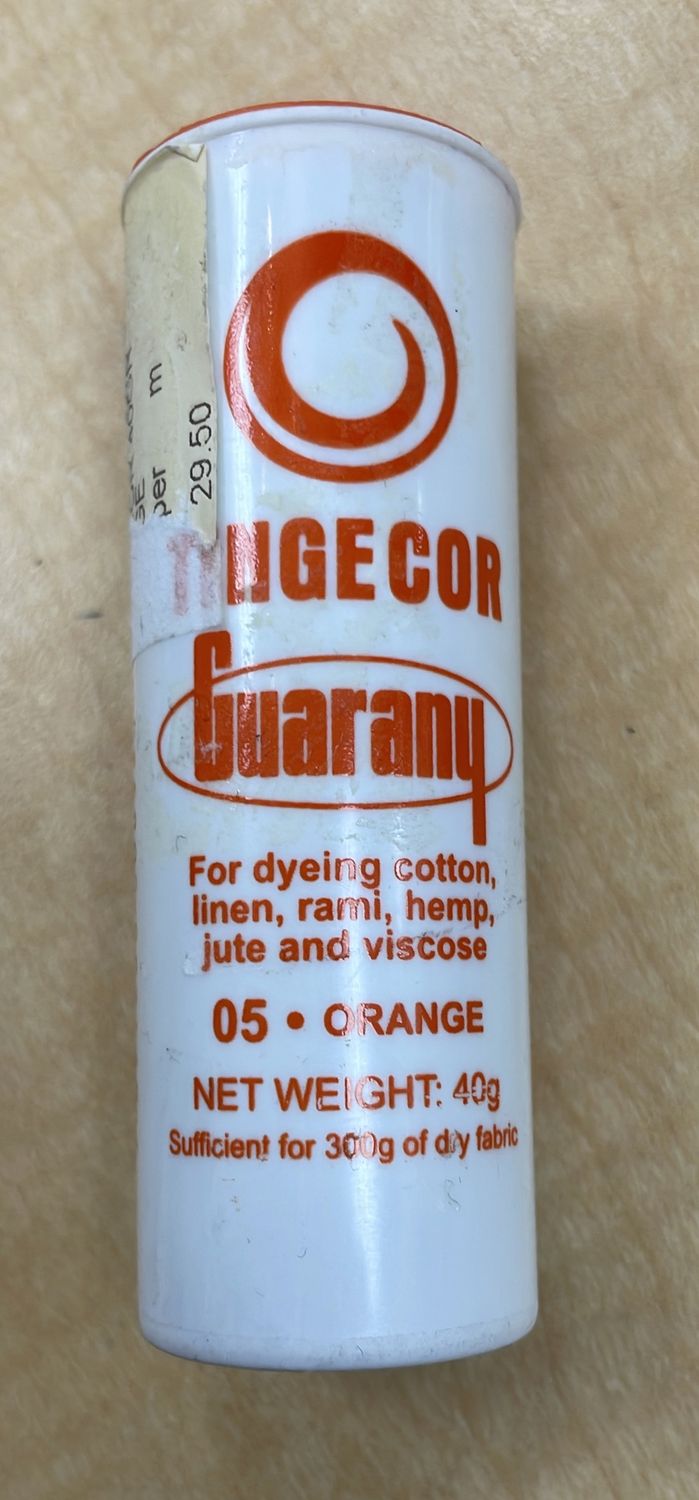 per m
29.50
TINGECOR
Guarany
For dyeing cotton,
linen, rami, hemp,
jute and viscose
05 • ORANGE
NET WEIGHT: 40g
Sufficient for 300g of dry fabric